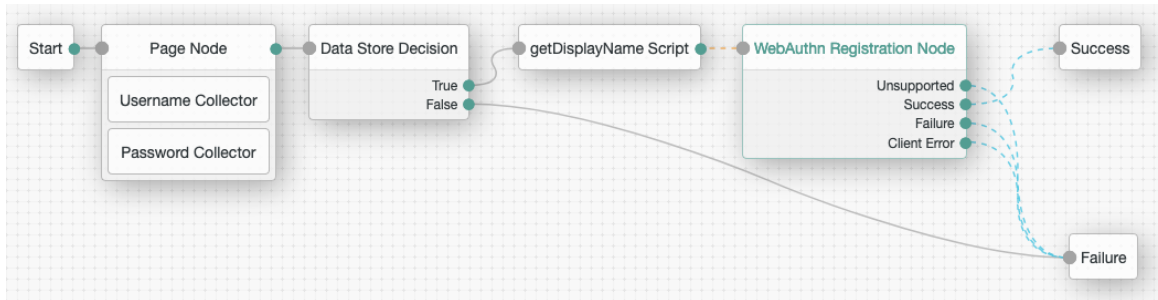 Start
Page Node
Username Collector
Password Collector
Data Store Decision
True
False
getDisplayName Script
WebAuthn Registration Node
Unsupported
Success
Failure
Client Error
Success
Failure